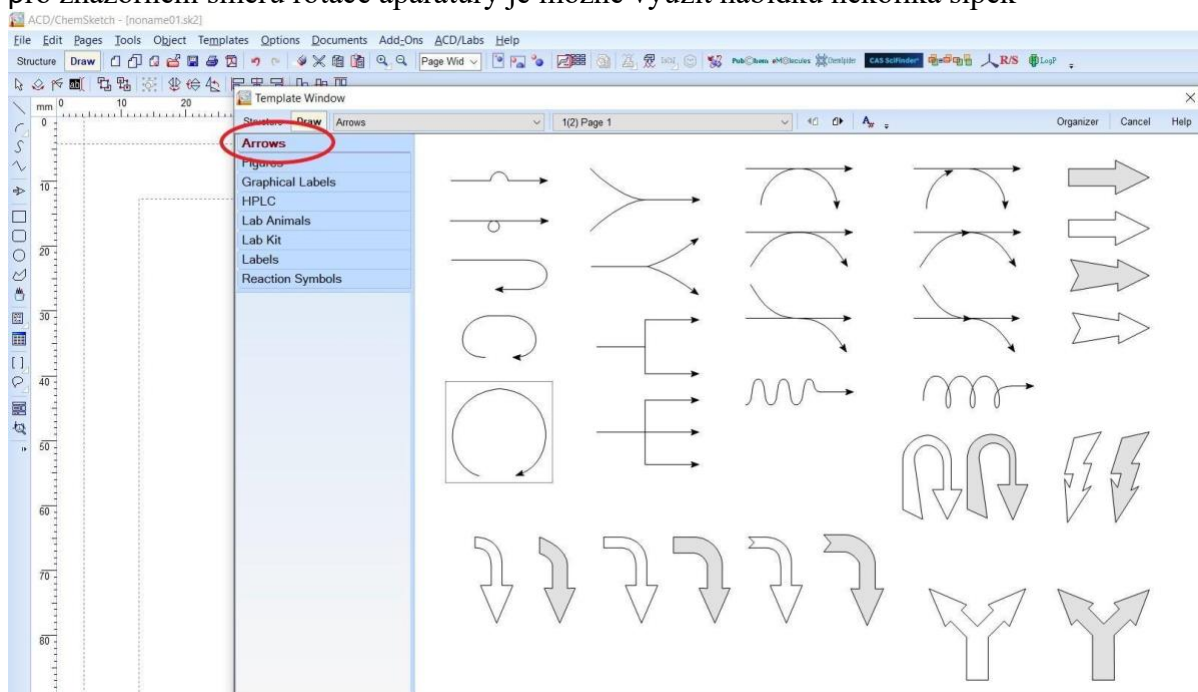 pro znázornění směru rotace aparatury je možné využít nabídku několika šipek
ACD/ChemSketch - [noname01.sk2]
File Edit Pages Tools Object Templates Options Documents Add-Ons ACD/Labs Help
Structure Draw Page Wid PubChem eMolecules ChemSpider CAS SciFinder R/S LogP
Template Window
mm 0 10 20
Structure Draw Arrows 1(2) Page 1 Organizer Cancel Help
0
Arrows
Figures
Graphical Labels
HPLC
Lab Animals
Lab Kit
Labels
Reaction Symbols
10
20
30
40
50
60
70
80